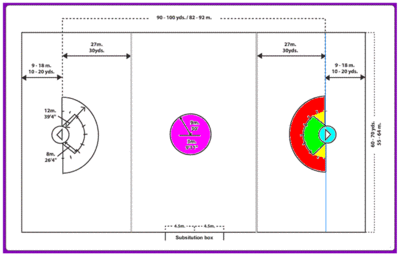 90 - 100 yds. / 82 - 92 m.
27m.
30yds.
27m.
30yds.
9 - 18 m.
10 - 20 yds.
9 - 18 m.
10 - 20 yds.
12m.
39'4"
8m.
26'4"
60 - 70 yds.
55 - 64 m.
4.5m.
4.5m.
Substitution box